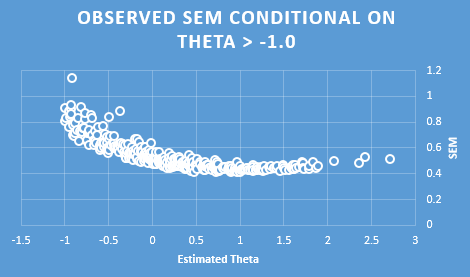 OBSERVED SEM CONDITIONAL ON
THETA > -1.0
1.2
1
0.8
0.6
0.4
0.2
0
SEM
-1.5 -1 -0.5 0 0.5 1 1.5 2 2.5 3
Estimated Theta